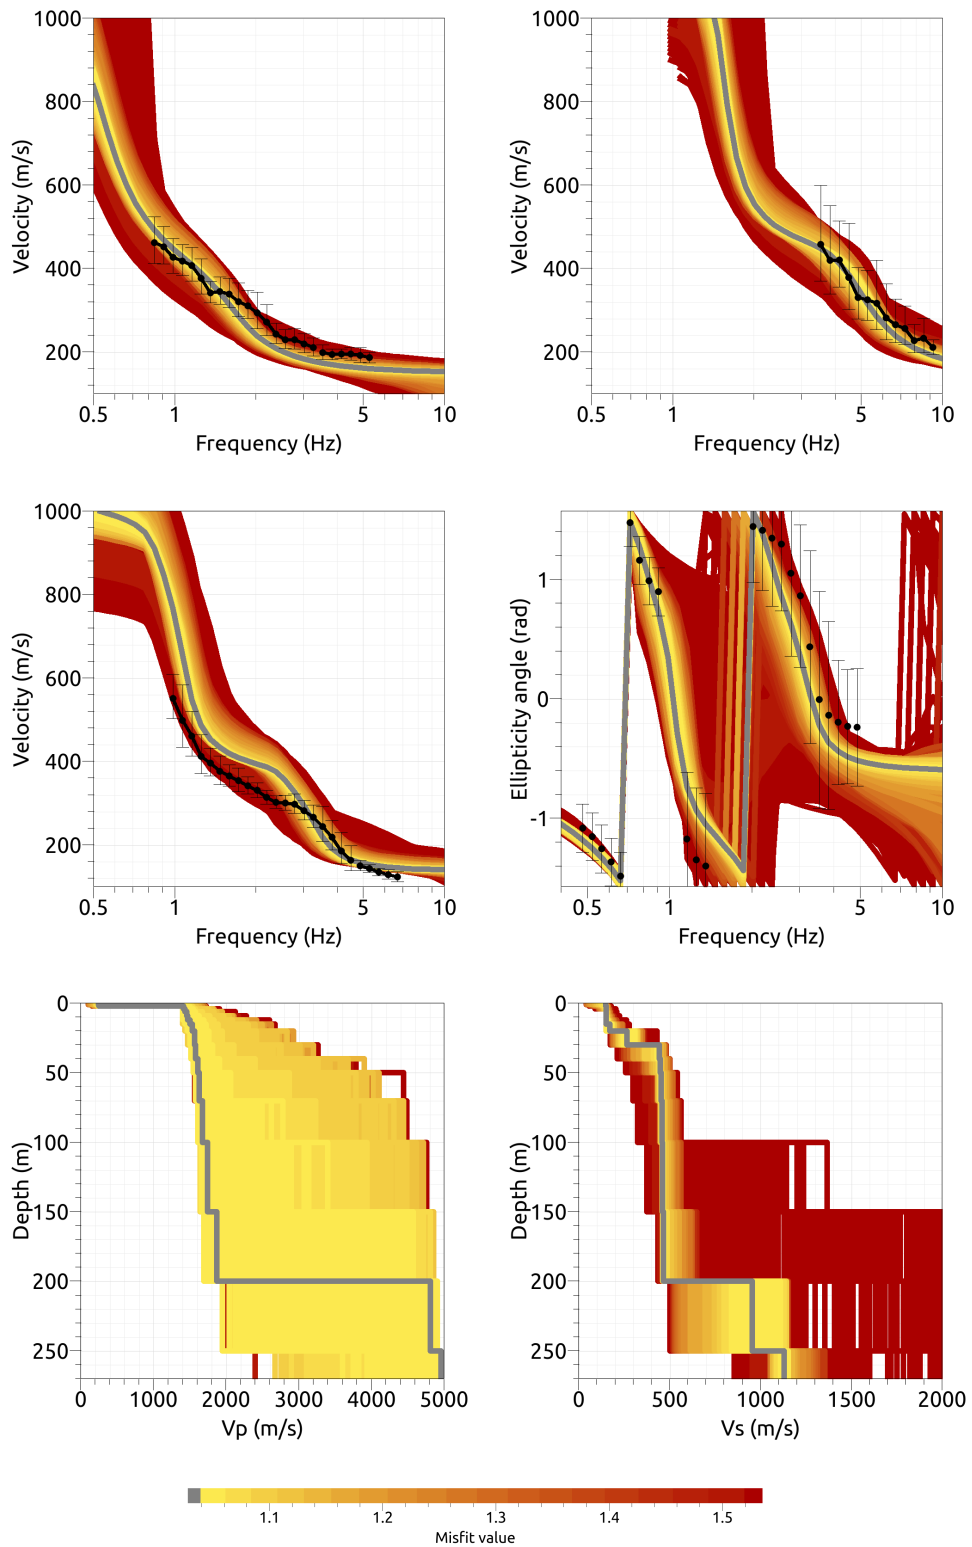 1000
800
600
400
200
Velocity (m/s)
0.5 1 5 10
Frequency (Hz)
1000
800
600
400
200
Velocity (m/s)
0.5 1 5 10
Frequency (Hz)
1000
800
600
400
200
Velocity (m/s)
0.5 1 5 10
Frequency (Hz)
1
0
-1
Ellipticity angle (rad)
0.5 1 5 10
Frequency (Hz)
0
50
100
150
200
250
Depth (m)
0 1000 2000 3000 4000 5000
Vp (m/s)
0
50
100
150
200
250
Depth (m)
0 500 1000 1500 2000
Vs (m/s)
1.1 1.2 1.3 1.4 1.5
Misfit value